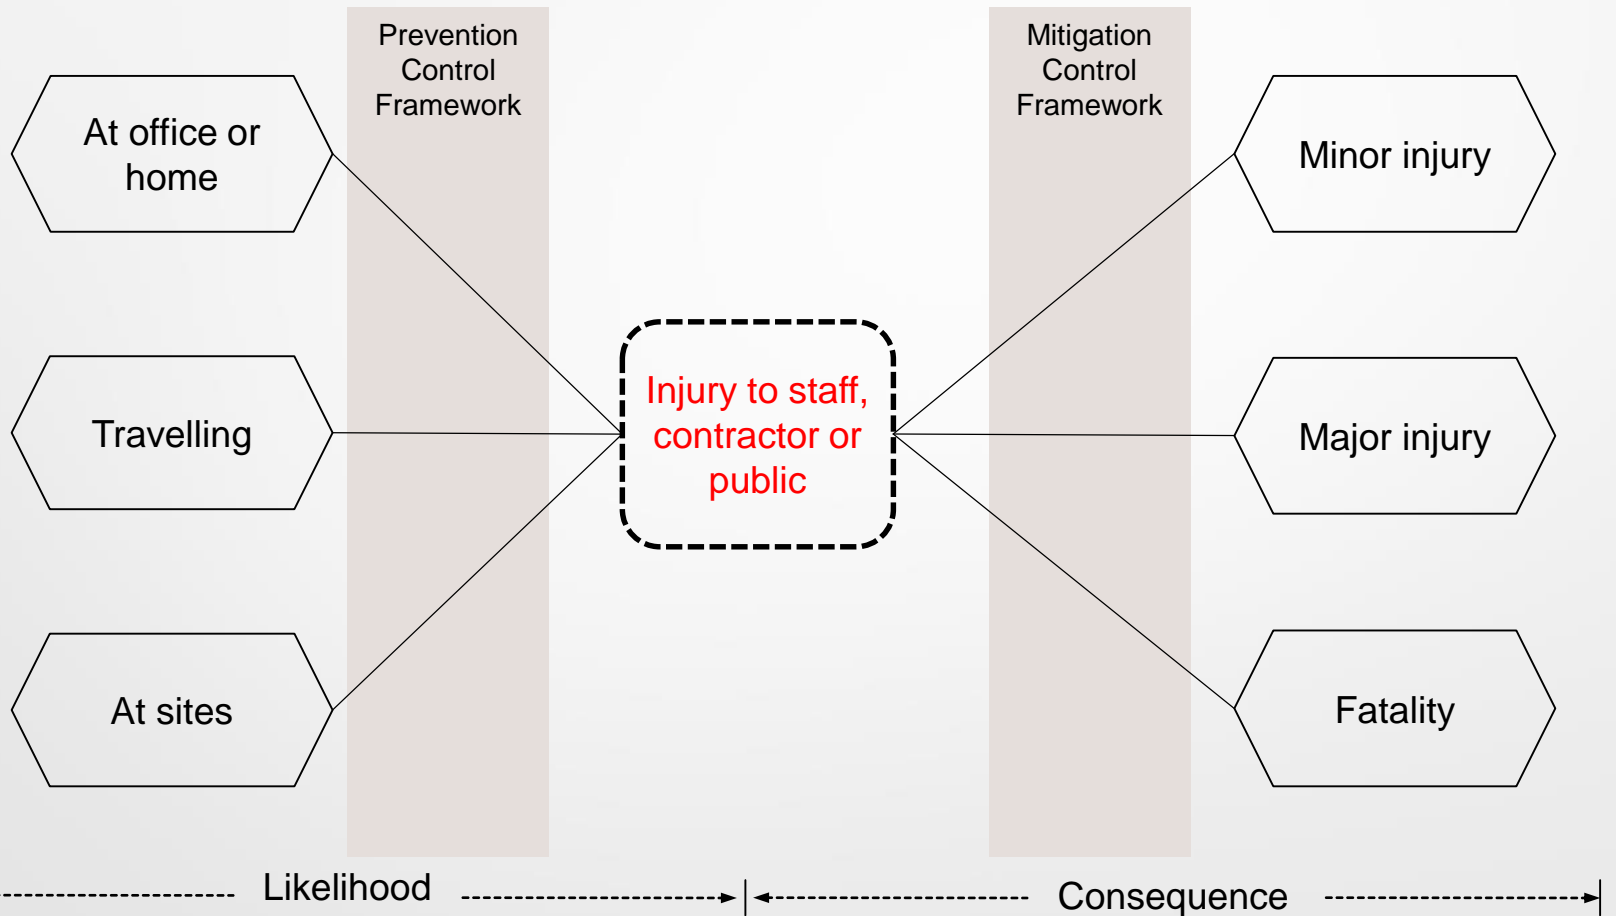 Prevention
Control
Framework
Mitigation
Control
Framework
At office or
home
Minor injury
Injury to staff,
contractor or
public
Travelling
Major injury
At sites
Fatality
Likelihood
Consequence